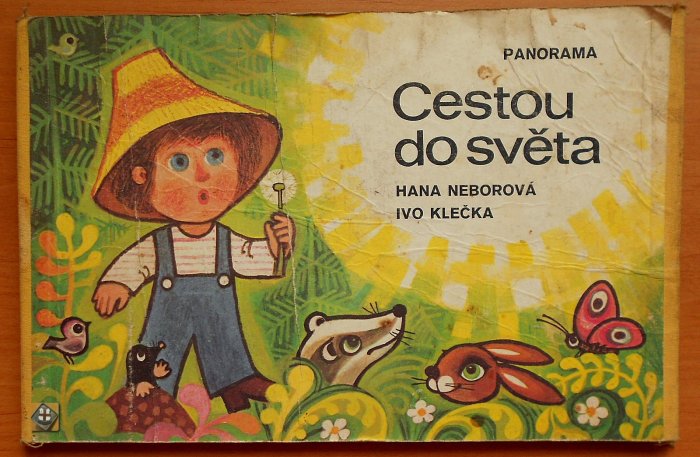 PANORAMA
Cestou
do světa
HANA NEBOROVÁ
IVO KLEČKA